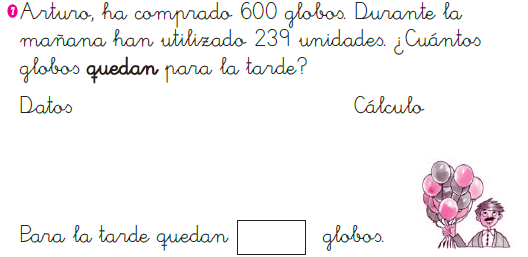 1 Arturo, ha comprado 600 globos. Durante la
mañana han utilizado 239 unidades. ¿Cuántos
globos quedan para la tarde?
Datos Cálculo
Para la tarde quedan globos.